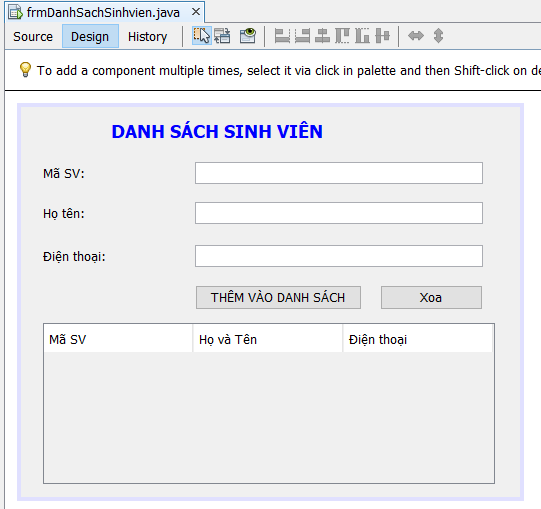 frmDanhSachSinhvien.java
Source Design History
To add a component multiple times, select it via click in palette and then Shift-click on de
DANH SÁCH SINH VIÊN
Mã SV:
Họ tên:
Điện thoại:
THÊM VÀO DANH SÁCH Xoa
Mã SV Họ và Tên Điện thoại